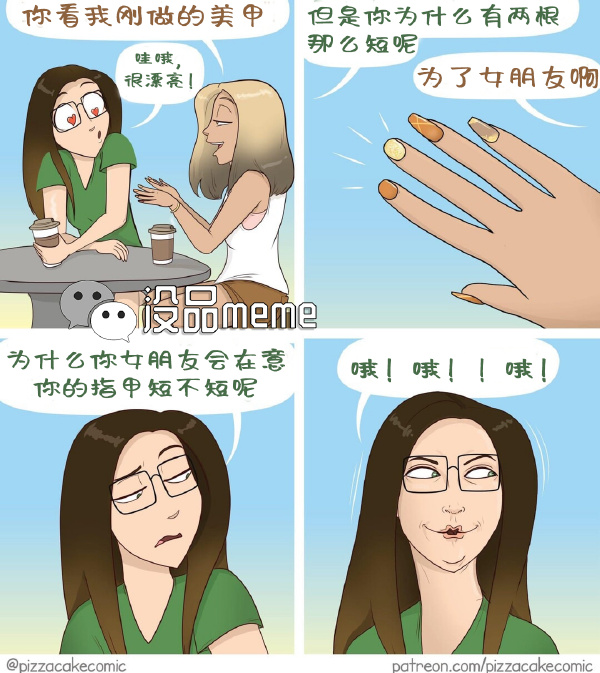 你看我刚做的美甲
哇哦,
很漂亮!
但是你为什么有两根
那么短呢
为了女朋友啊
没品meme
为什么你女朋友会在意
你的指甲短不短呢
哦! 哦! ! 哦!
@pizzacakecomic
patreon.com/pizzacakecomic